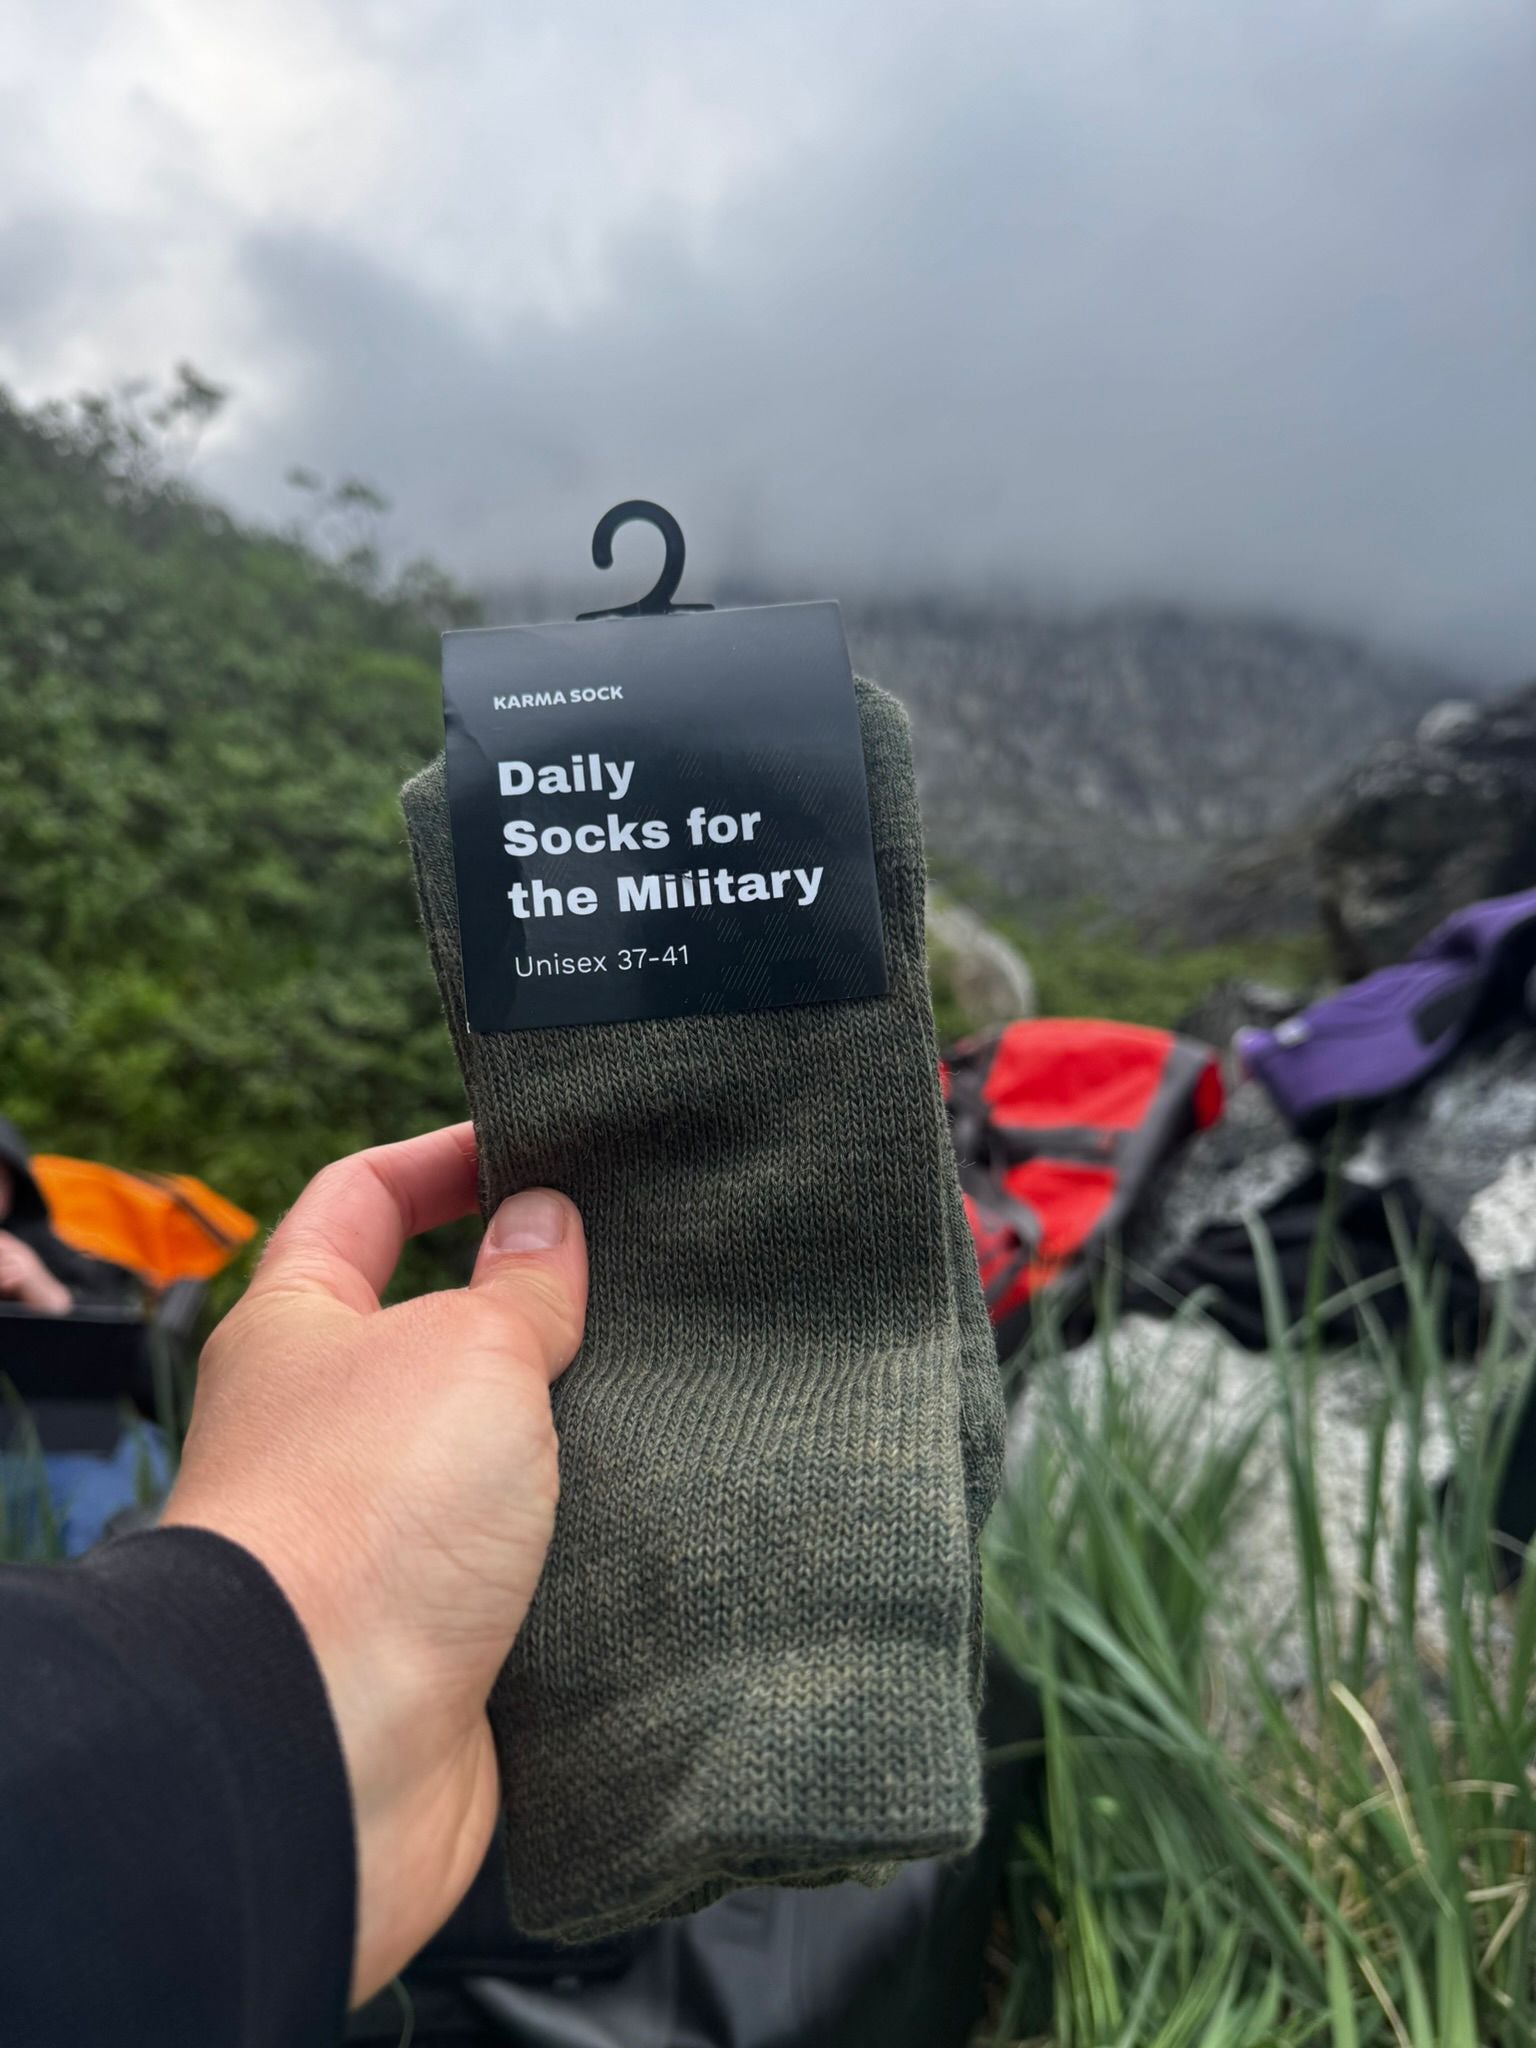 KARMA SOCK
Daily
Socks for
the Military
Unisex 37-41